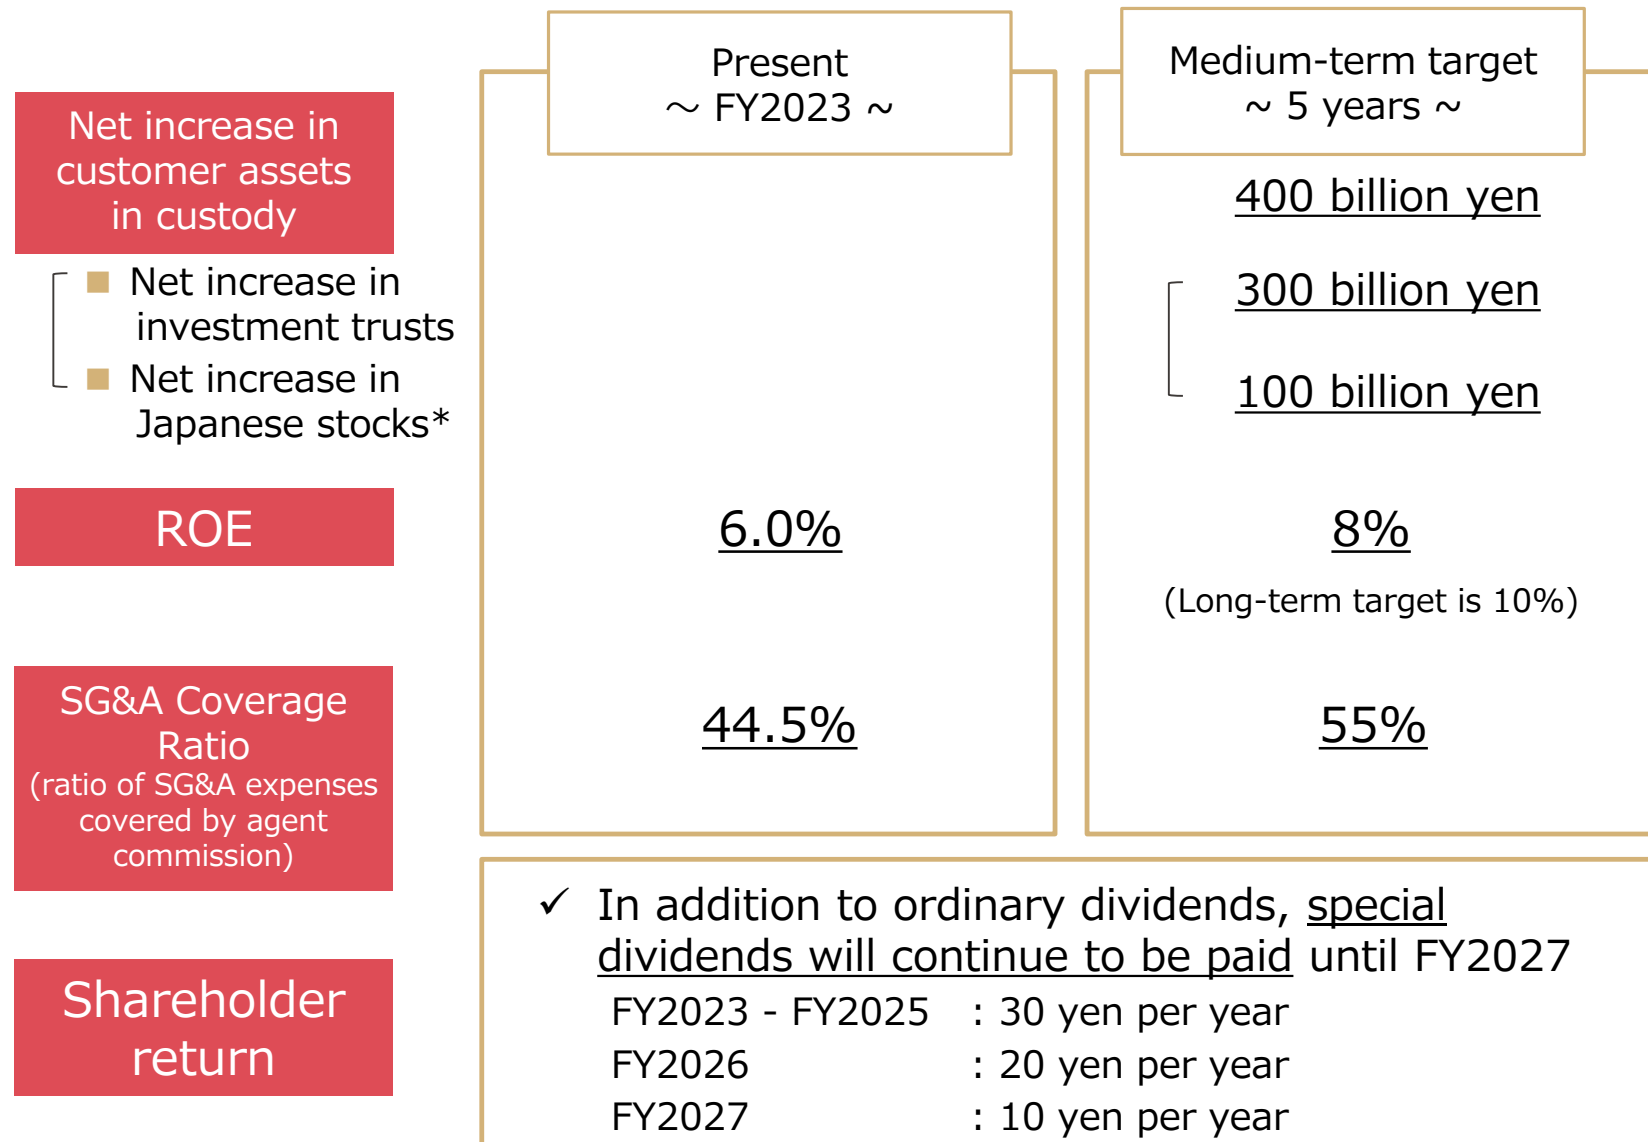 Present
～ FY2023 ~
Medium-term target
~ 5 years ~
Net increase in
customer assets
in custody
400 billion yen
■ Net increase in
investment trusts
300 billion yen
■ Net increase in
Japanese stocks*
100 billion yen
ROE
6.0%
8%
(Long-term target is 10%)
SG&A Coverage
Ratio
(ratio of SG&A expenses
covered by agent
commission)
44.5%
55%
Shareholder
return
✓ In addition to ordinary dividends, special
dividends will continue to be paid until FY2027
FY2023 - FY2025 : 30 yen per year
FY2026 : 20 yen per year
FY2027 : 10 yen per year